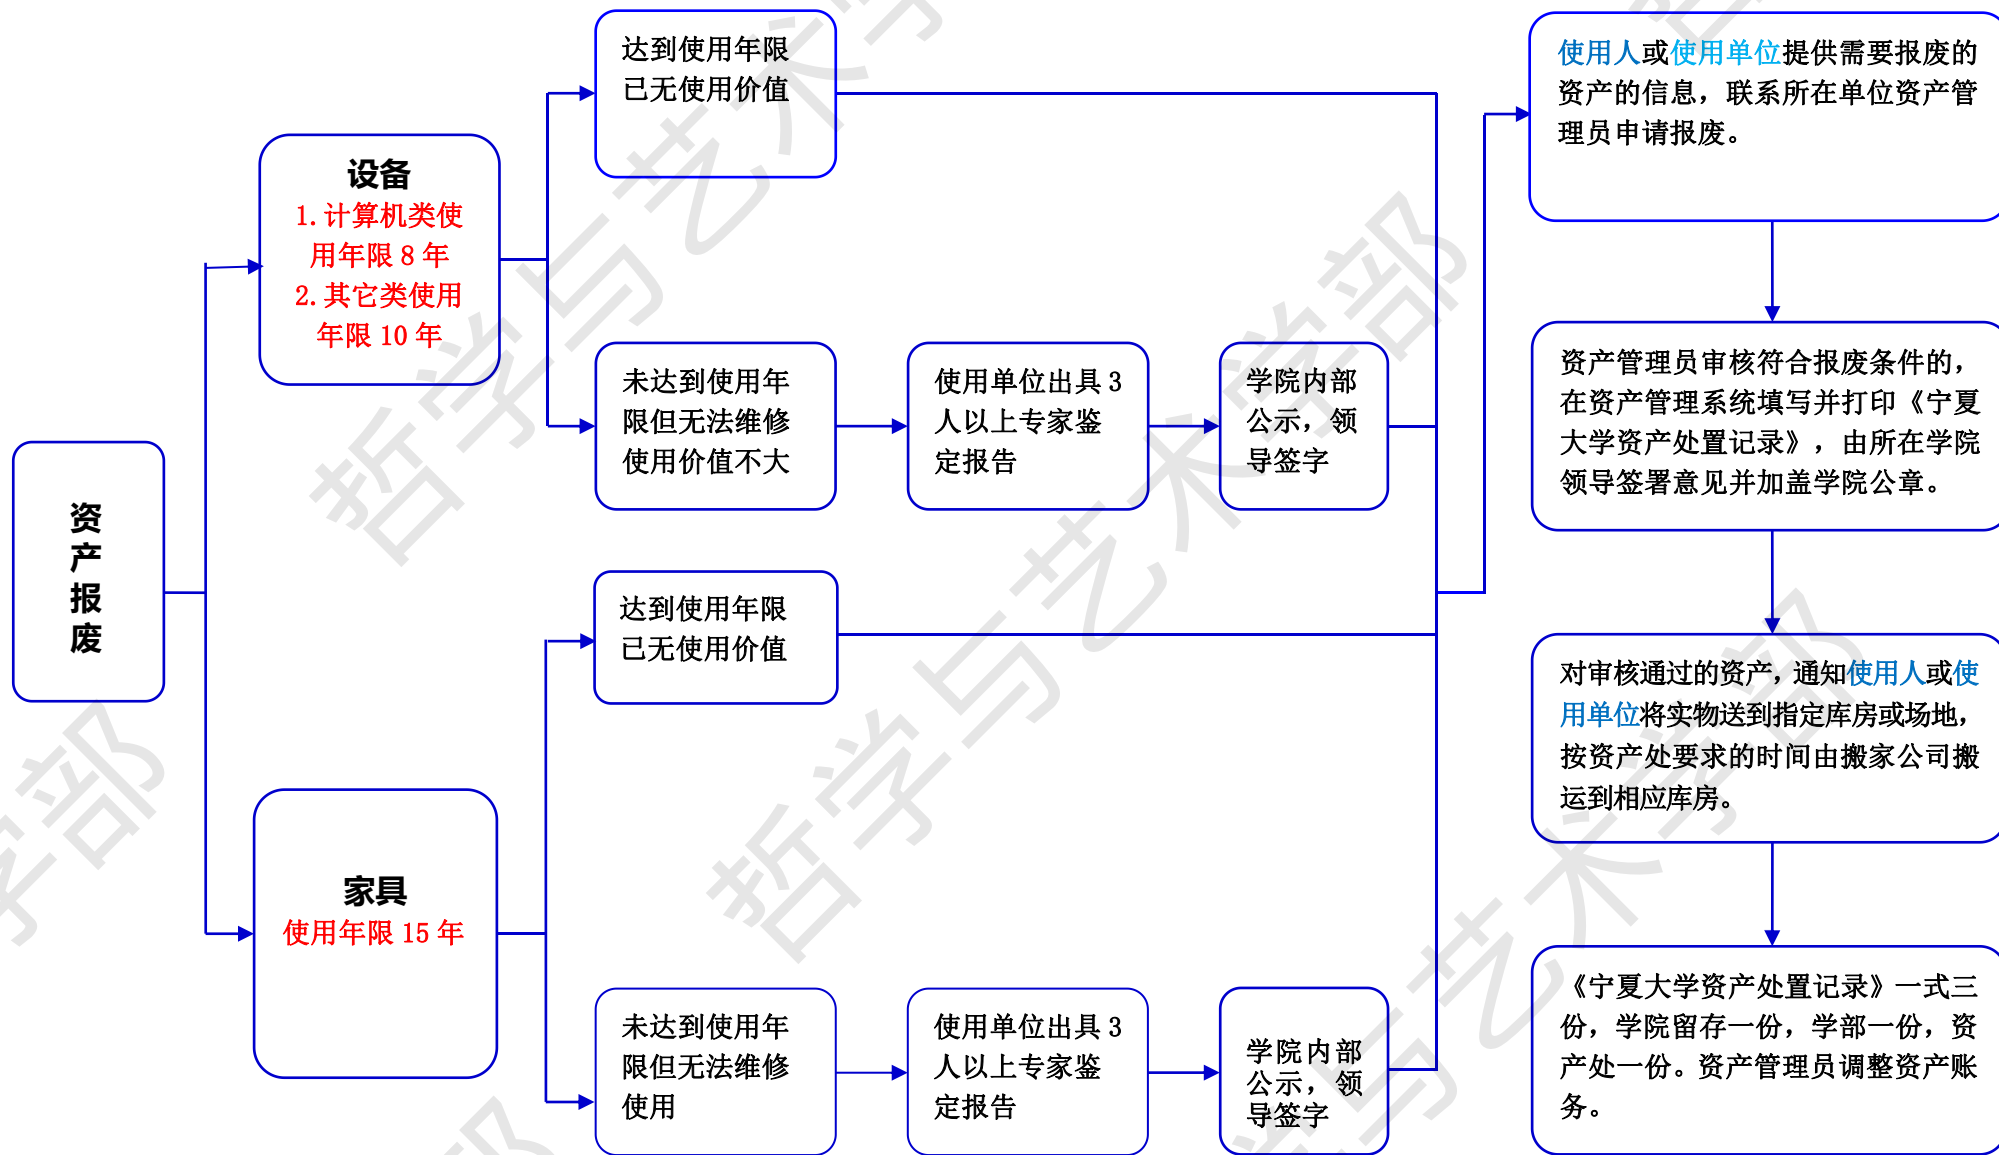 资
产
报
废
设备
1.计算机类使
用年限 8 年
2.其它类使用
年限 10 年
家具
使用年限 15 年
达到使用年限
已无使用价值
未达到使用年
限但无法维修
使用价值不大
使用单位出具 3
人以上专家鉴
定报告
学院内部
公示，领
导签字
达到使用年限
已无使用价值
未达到使用年
限但无法维修
使用
使用单位出具 3
人以上专家鉴
定报告
学院内部
公示，领
导签字
使用人或使用单位提供需要报废的
资产的信息，联系所在单位资产管
理员申请报废。
资产管理员审核符合报废条件的，
在资产管理系统填写并打印《宁夏
大学资产处置记录》，由所在学院
领导签署意见并加盖学院公章。
对审核通过的资产，通知使用人或使
用单位将实物送到指定库房或场地，
按资产处要求的时间由搬家公司搬
运到相应库房。
《宁夏大学资产处置记录》一式三
份，学院留存一份，学部一份，资
产处一份。资产管理员调整资产账
务。
哲学与艺术学部
哲学与艺术学部